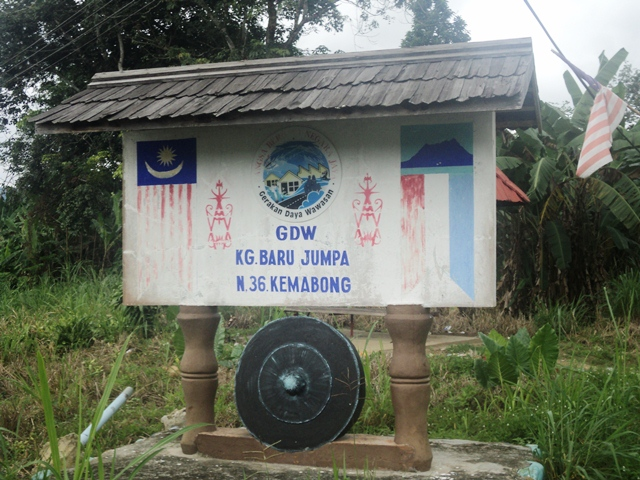 Gerakan Daya Wawasan
GDW
KG.BARU JUMPA
N.36.KEMABONG